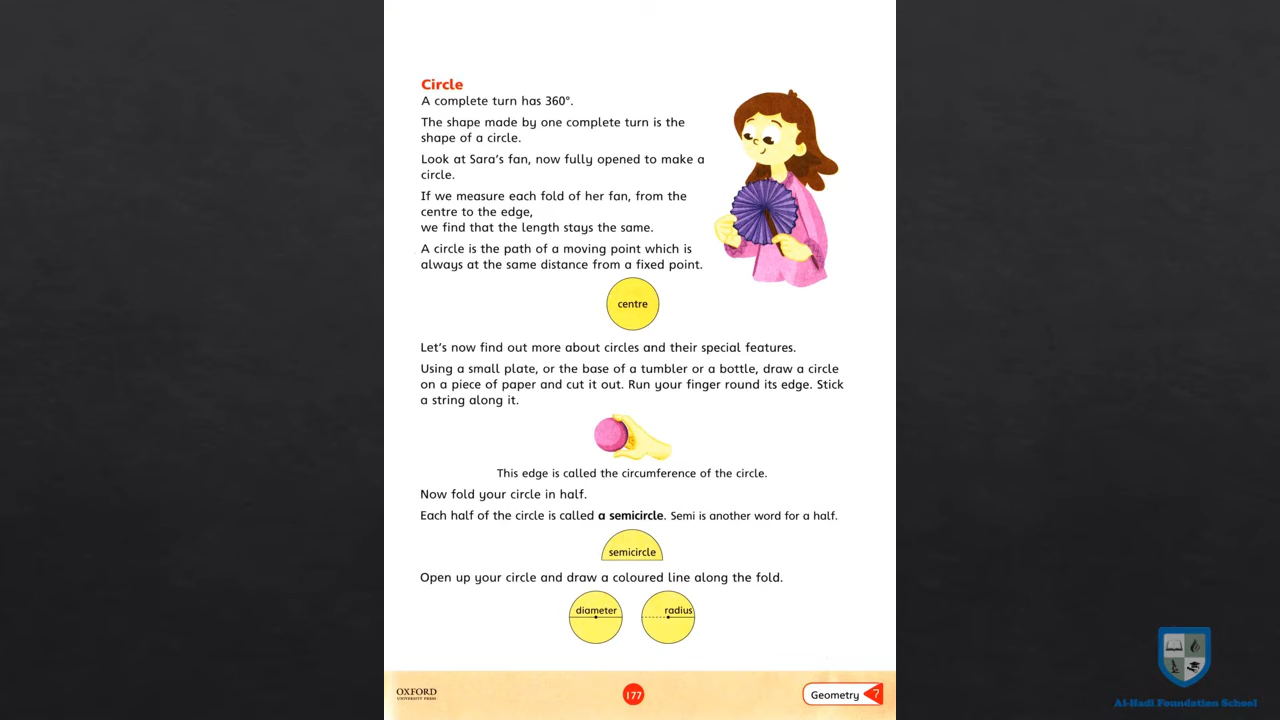 Circle
A complete turn has 360°.
The shape made by one complete turn is the
shape of a circle.
Look at Sara's fan, now fully opened to make a
circle.
If we measure each fold of her fan, from the
centre to the edge,
we find that the length stays the same.
A circle is the path of a moving point which is
always at the same distance from a fixed point.
centre
Let's now find out more about circles and their special features.
Using a small plate, or the base of a tumbler or a bottle, draw a circle
on a piece of paper and cut it out. Run your finger round its edge. Stick
a string along it.
This edge is called the circumference of the circle.
Now fold your circle in half.
Each half of the circle is called a semicircle. Semi is another word for a half.
semicircle
Open up your circle and draw a coloured line along the fold.
diameter
radius
OXFORD
UNIVERSITY PRESS
177
Geometry 7
Al-Hadi Foundation School